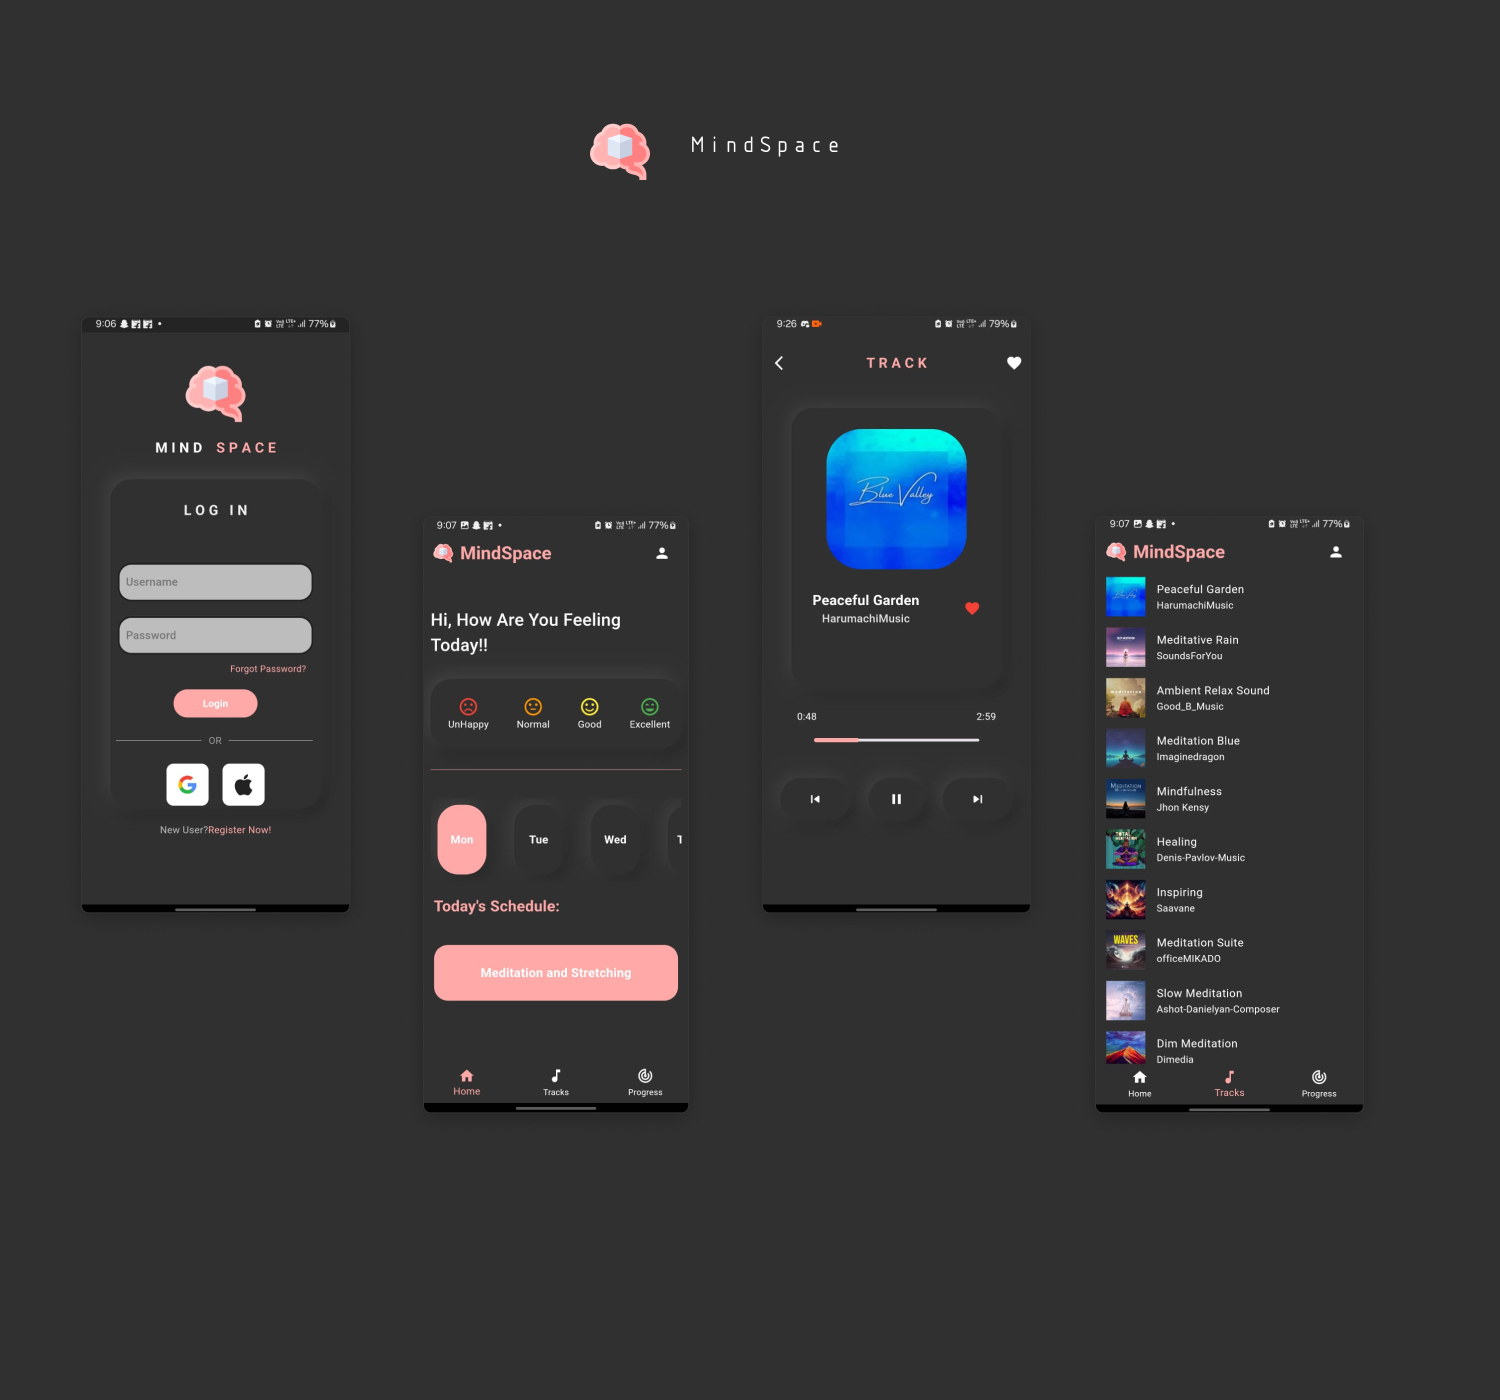 MindSpace
9:06
77%
MIND SPACE
LOG IN
Username
Password
Forgot Password?
Login
OR
New User?Register Now!
9:07
77%
MindSpace
Hi, How Are You Feeling
Today!!
UnHappy Normal Good Excellent
Mon Tue Wed T
Today's Schedule:
Meditation and Stretching
Home Tracks Progress
9:26
79%
TRACK
Blue Valley
Peaceful Garden
HarumachiMusic
0:48 2:59
9:07
77%
MindSpace
Peaceful Garden
HarumachiMusic
Meditative Rain
SoundsForYou
Ambient Relax Sound
Good_B_Music
Meditation Blue
Imaginedragon
MEDITATION
Mindfulness
Jhon Kensy
TOTAL
Healing
Denis-Pavlov-Music
Inspiring
Saavane
WAVES
Meditation Suite
officeMIKADO
Slow Meditation
Ashot-Danielyan-Composer
Dim Meditation
Dimedia
Home Tracks Progress